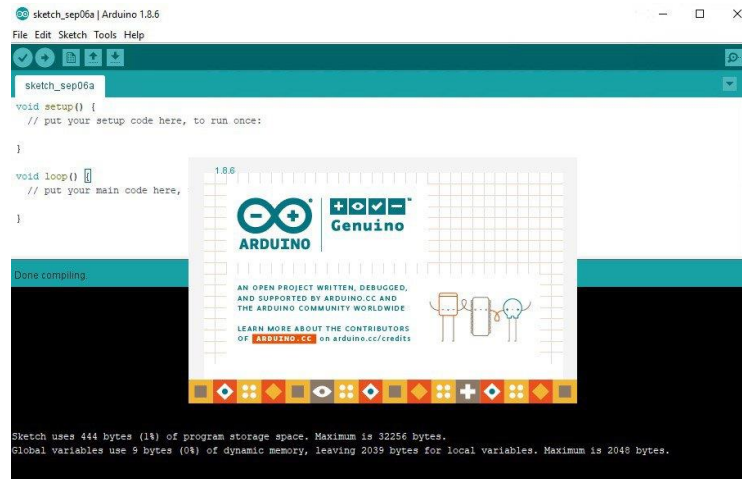 sketch_sep06a | Arduino 1.8.6
File Edit Sketch Tools Help
sketch_sep06a
void setup() {
// put your setup code here, to run once:
}
void loop() {
// put your main code here,
}
1.8.6
ARDUINO
™
Genuino
AN OPEN PROJECT WRITTEN, DEBUGGED,
AND SUPPORTED BY ARDUINO.CC AND
THE ARDUINO COMMUNITY WORLDWIDE
LEARN MORE ABOUT THE CONTRIBUTORS
OF ARDUINO.CC on arduino.cc/credits
Done compiling.
Sketch uses 444 bytes (1%) of program storage space. Maximum is 32256 bytes.
Global variables use 9 bytes (0%) of dynamic memory, leaving 2039 bytes for local variables. Maximum is 2048 bytes.